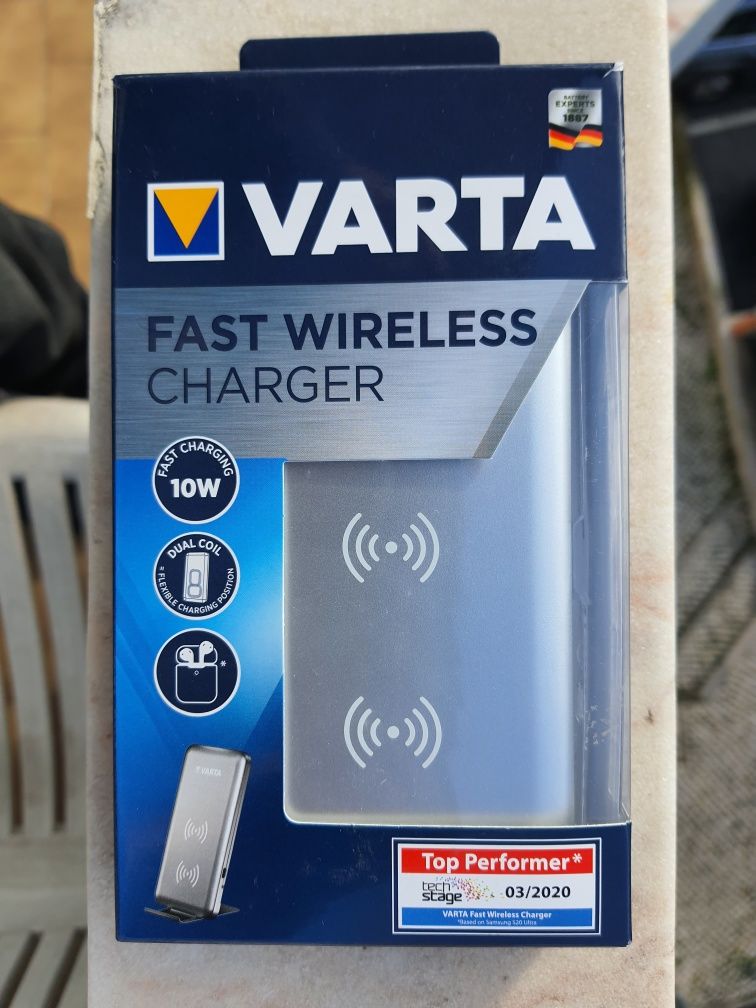 BATTERY
EXPERTS
SINCE
1887
VARTA
FAST WIRELESS
CHARGER
FAST CHARGING
10W
DUAL COIL
= FLEXIBLE CHARGING POSITION
*
VARTA
Top Performer*
tech
stage
03/2020
VARTA Fast Wireless Charger
*Based on Samsung S20 Ultra